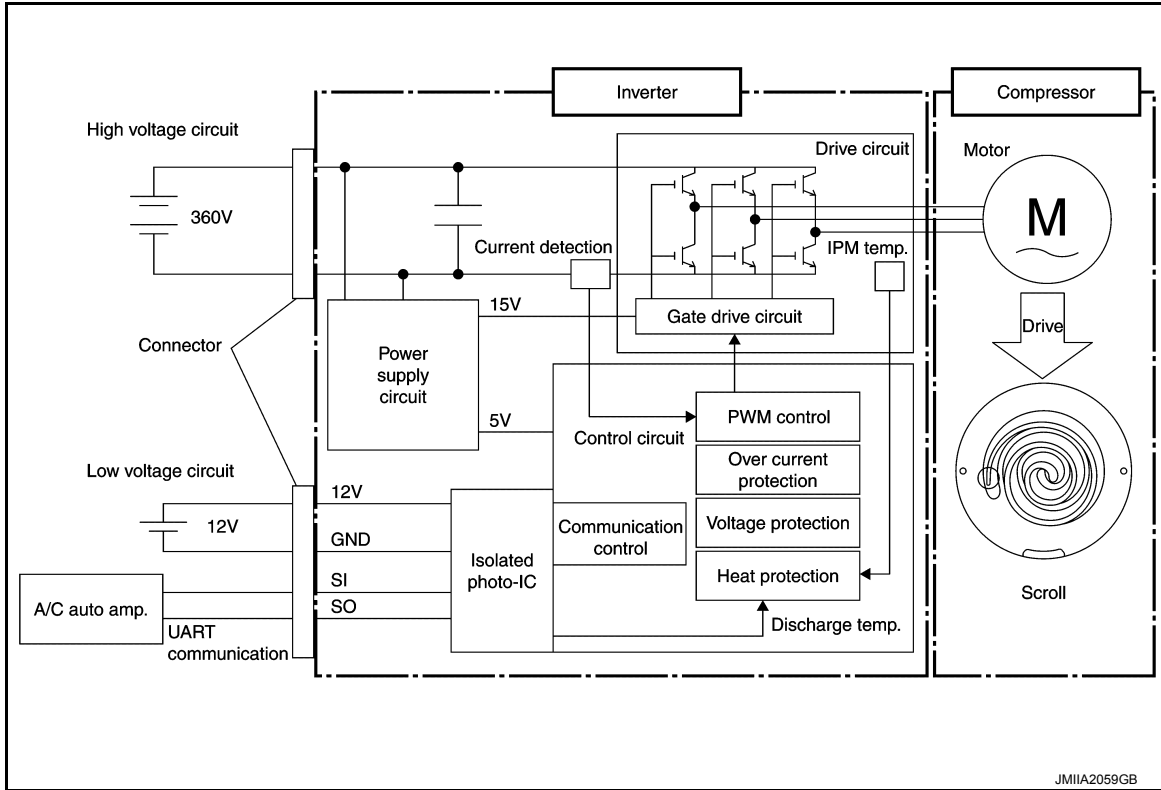 Inverter
Compressor
High voltage circuit
Drive circuit
Motor
360V
M
Current detection
IPM temp.
15V
Gate drive circuit
Drive
Connector
Power
supply
circuit
5V
Control circuit
PWM control
Over current
protection
Low voltage circuit
12V
12V
Communication
control
Voltage protection
GND
Isolated
photo-IC
SI
Heat protection
A/C auto amp.
SO
Scroll
Discharge temp.
UART
communication
JMIIA2059GB